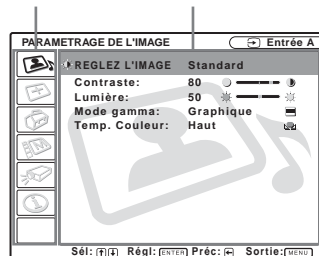 PARAMETRAGE DE L'IMAGE Entrée A
REGLEZ L'IMAGE Standard
Contraste: 80
Lumière: 50
Mode gamma: Graphique
Temp. Couleur: Haut
Sél: Régl: ENTER Préc: Sortie: MENU